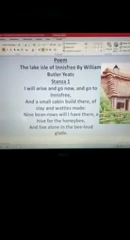 Poem
The lake isle of Innisfree By William
Butler Yeats
Stanza 1
I will arise and go now, and go to
Innisfree,
And a small cabin build there, of
clay and wattles made:
Nine bean-rows will I have there, a
hive for the honeybee,
And live alone in the bee-loud
glade.